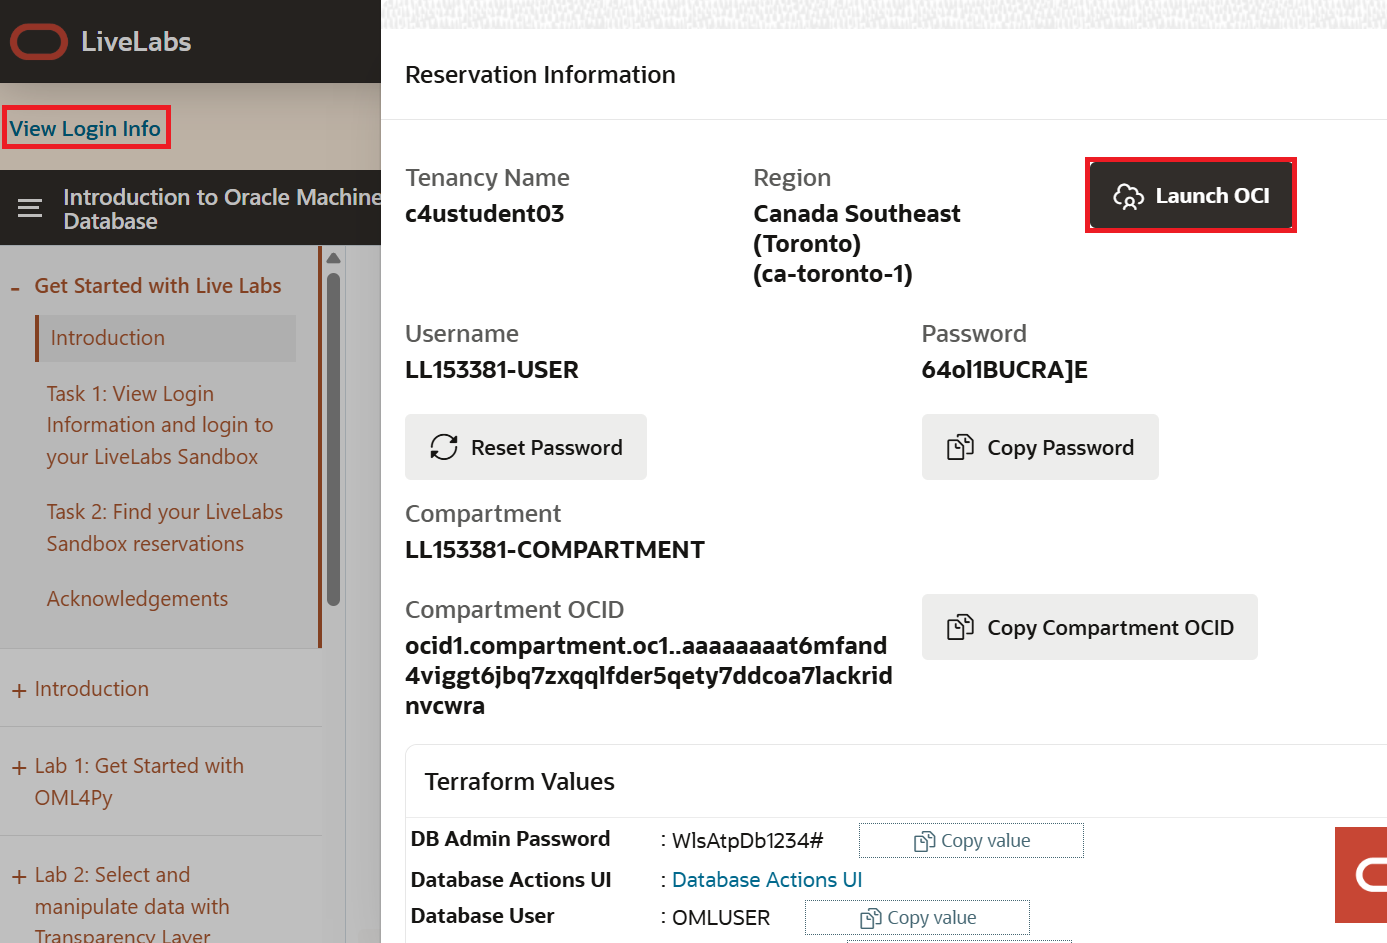 LiveLabs
View Login Info
Introduction to Oracle Machine
Database
- Get Started with Live Labs
Introduction
Task 1: View Login
Information and login to
your LiveLabs Sandbox
Task 2: Find your LiveLabs
Sandbox reservations
Acknowledgements
+ Introduction
+ Lab 1: Get Started with
OML4Py
+ Lab 2: Select and
manipulate data with
Transparency Layer
Reservation Information
Tenancy Name
c4ustudent03
Region
Canada Southeast
(Toronto)
(ca-toronto-1)
Launch OCI
Username
LL153381-USER
Password
64ol1BUCRA]E
Reset Password
Copy Password
Compartment
LL153381-COMPARTMENT
Compartment OCID
ocid1.compartment.oc1..aaaaaaaat6mfand
4viggt6jbq7zxqqlfder5qety7ddcoa7lackrid
nvcwra
Copy Compartment OCID
Terraform Values
DB Admin Password : WlsAtpDb1234# Copy value
Database Actions UI : Database Actions UI
Database User : OMLUSER Copy value